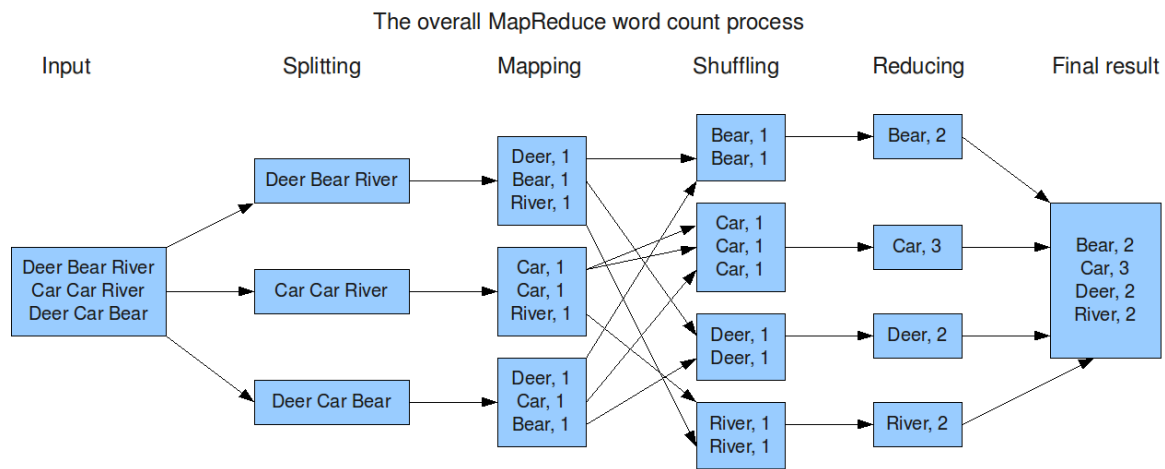 The overall MapReduce word count process
Input
Splitting
Mapping
Shuffling
Reducing
Final result
Deer Bear River
Car Car River
Deer Car Bear
Deer Bear River
Car Car River
Deer Car Bear
Deer, 1
Bear, 1
River, 1
Car, 1
Car, 1
River, 1
Deer, 1
Car, 1
Bear, 1
Bear, 1
Bear, 1
Car, 1
Car, 1
Car, 1
Deer, 1
Deer, 1
River, 1
River, 1
Bear, 2
Car, 3
Deer, 2
River, 2
Bear, 2
Car, 3
Deer, 2
River, 2